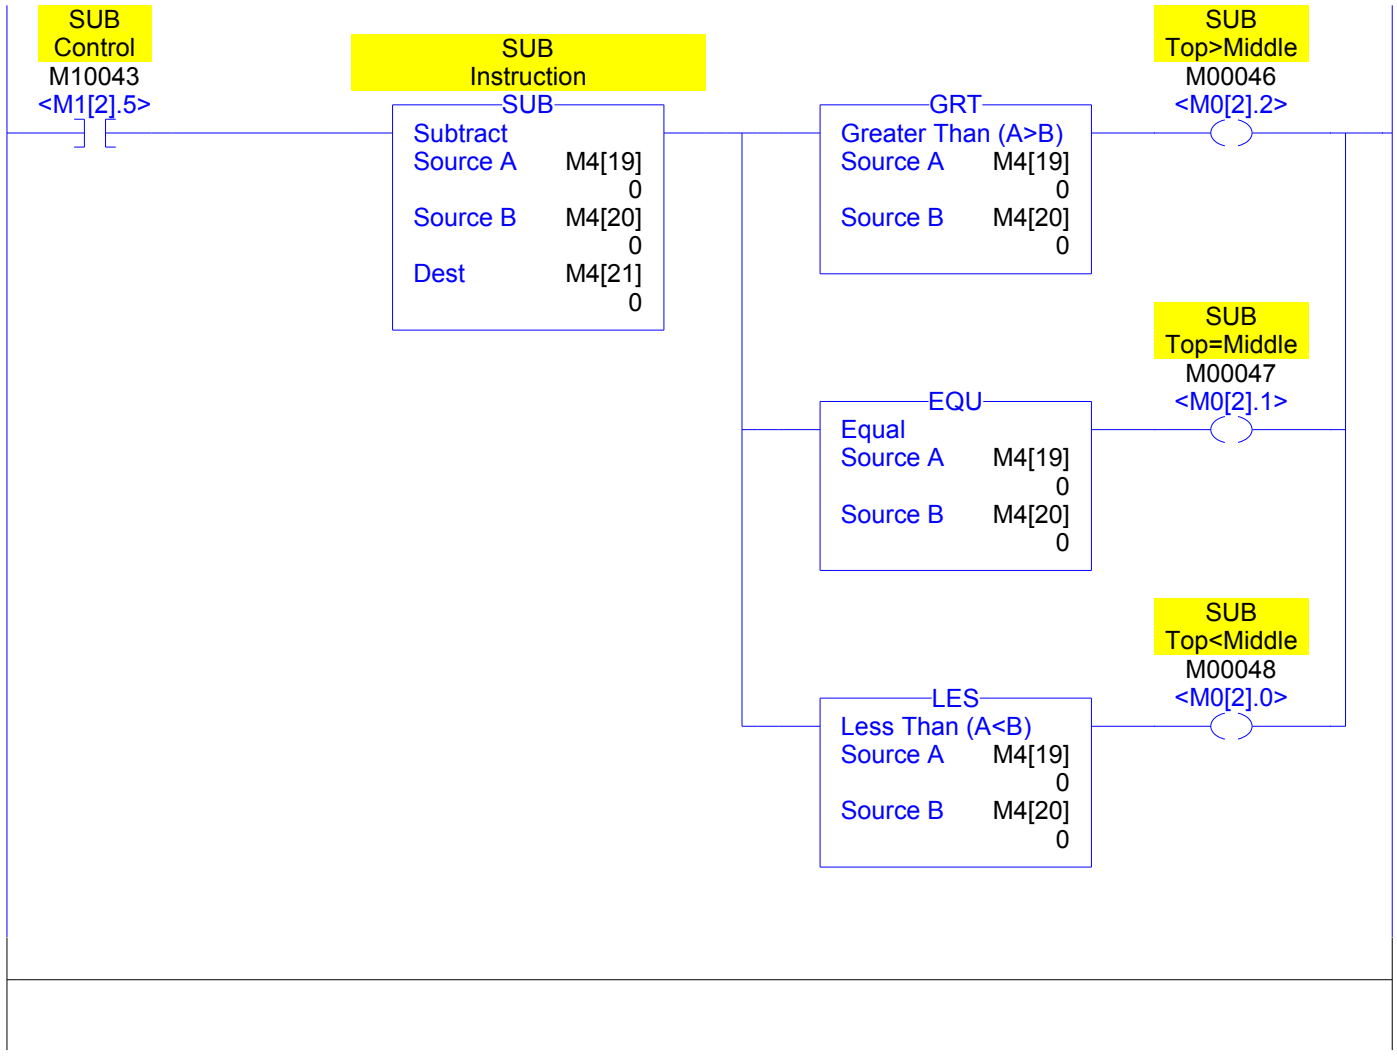 SUB
Control
M10043
<M1[2].5>
SUB
Instruction
SUB
Subtract
Source A M4[19]
0
Source B M4[20]
0
Dest M4[21]
0
GRT
Greater Than (A>B)
Source A M4[19]
0
Source B M4[20]
0
SUB
Top>Middle
M00046
<M0[2].2>
EQU
Equal
Source A M4[19]
0
Source B M4[20]
0
SUB
Top=Middle
M00047
<M0[2].1>
LES
Less Than (A<B)
Source A M4[19]
0
Source B M4[20]
0
SUB
Top<Middle
M00048
<M0[2].0>